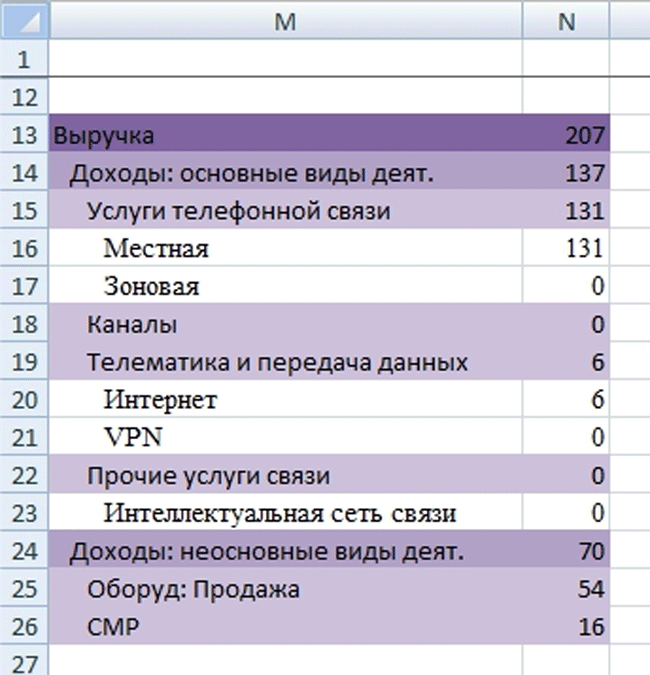 M N
1
12
13 Выручка 207
14 Доходы: основные виды деят. 137
15 Услуги телефонной связи 131
16 Местная 131
17 Зоновая 0
18 Каналы 0
19 Телематика и передача данных 6
20 Интернет 6
21 VPN 0
22 Прочие услуги связи 0
23 Интеллектуальная сеть связи 0
24 Доходы: неосновные виды деят. 70
25 Оборуд: Продажа 54
26 СМР 16
27